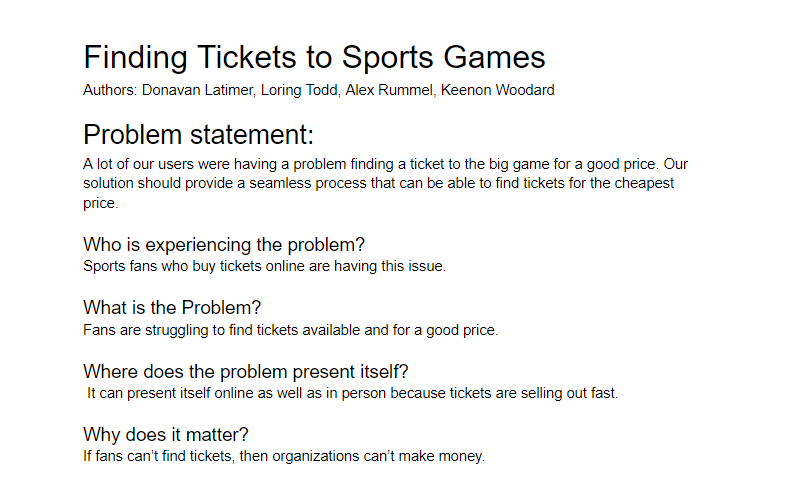 Finding Tickets to Sports Games
Authors: Donavan Latimer, Loring Todd, Alex Rummel, Keenon Woodard
Problem statement:
A lot of our users were having a problem finding a ticket to the big game for a good price. Our
solution should provide a seamless process that can be able to find tickets for the cheapest
price.
Who is experiencing the problem?
Sports fans who buy tickets online are having this issue.
What is the Problem?
Fans are struggling to find tickets available and for a good price.
Where does the problem present itself?
It can present itself online as well as in person because tickets are selling out fast.
Why does it matter?
If fans can’t find tickets, then organizations can’t make money.